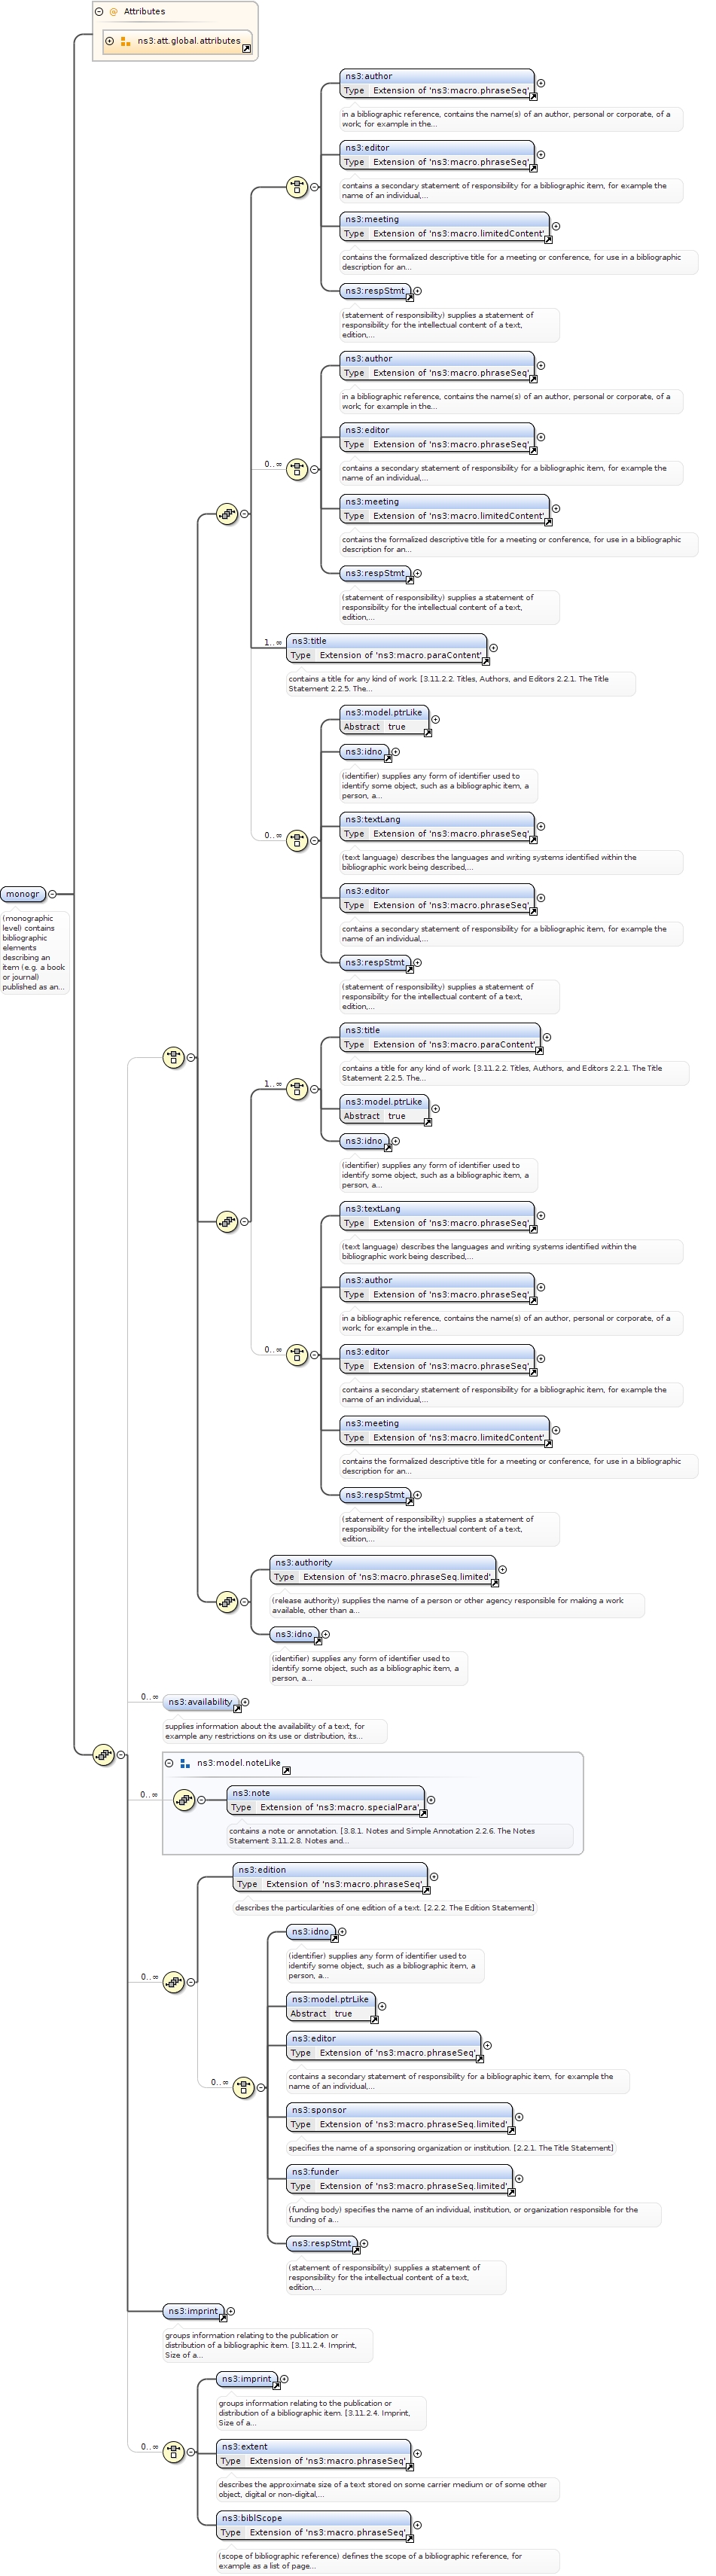 Attributes
ns3:att.global.attributes
ns3:author
Type Extension of 'ns3:macro.phraseSeq'
in a bibliographic reference, contains the name(s) of an author, personal or corporate, of a
work; for example in the...
ns3:editor
Type Extension of 'ns3:macro.phraseSeq'
contains a secondary statement of responsibility for a bibliographic item, for example the
name of an individual,...
ns3:meeting
Type Extension of 'ns3:macro.limitedContent'
contains the formalized descriptive title for a meeting or conference, for use in a bibliographic
description for an...
ns3:respStmt
(statement of responsibility) supplies a statement of
responsibility for the intellectual content of a text,
edition,...
ns3:author
Type Extension of 'ns3:macro.phraseSeq'
in a bibliographic reference, contains the name(s) of an author, personal or corporate, of a
work; for example in the...
ns3:editor
Type Extension of 'ns3:macro.phraseSeq'
0..∞
contains a secondary statement of responsibility for a bibliographic item, for example the
name of an individual,...
ns3:meeting
Type Extension of 'ns3:macro.limitedContent'
contains the formalized descriptive title for a meeting or conference, for use in a bibliographic
description for an...
ns3:respStmt
(statement of responsibility) supplies a statement of
responsibility for the intellectual content of a text,
edition,...
1..∞
ns3:title
Type Extension of 'ns3:macro.paraContent'
contains a title for any kind of work. [3.11.2.2. Titles, Authors, and Editors 2.2.1. The Title
Statement 2.2.5. The...
ns3:model.ptrLike
Abstract true
ns3:idno
(identifier) supplies any form of identifier used to
identify some object, such as a bibliographic item, a
person, a...
ns3:textLang
Type Extension of 'ns3:macro.phraseSeq'
0..∞
(text language) describes the languages and writing systems identified within the
bibliographic work being described,...
ns3:editor
Type Extension of 'ns3:macro.phraseSeq'
contains a secondary statement of responsibility for a bibliographic item, for example the
name of an individual,...
ns3:respStmt
(statement of responsibility) supplies a statement of
responsibility for the intellectual content of a text,
edition,...
monogr
(monographic
level) contains
bibliographic
elements
describing an
item (e.g. a book
or journal)
published as an...
ns3:title
Type Extension of 'ns3:macro.paraContent'
contains a title for any kind of work. [3.11.2.2. Titles, Authors, and Editors 2.2.1. The Title
Statement 2.2.5. The...
1..∞
ns3:model.ptrLike
Abstract true
ns3:idno
(identifier) supplies any form of identifier used to
identify some object, such as a bibliographic item, a
person, a...
ns3:textLang
Type Extension of 'ns3:macro.phraseSeq'
(text language) describes the languages and writing systems identified within the
bibliographic work being described,...
ns3:author
Type Extension of 'ns3:macro.phraseSeq'
in a bibliographic reference, contains the name(s) of an author, personal or corporate, of a
work; for example in the...
0..∞
ns3:editor
Type Extension of 'ns3:macro.phraseSeq'
contains a secondary statement of responsibility for a bibliographic item, for example the
name of an individual,...
ns3:meeting
Type Extension of 'ns3:macro.limitedContent'
contains the formalized descriptive title for a meeting or conference, for use in a bibliographic
description for an...
ns3:respStmt
(statement of responsibility) supplies a statement of
responsibility for the intellectual content of a text,
edition,...
ns3:authority
Type Extension of 'ns3:macro.phraseSeq.limited'
(release authority) supplies the name of a person or other agency responsible for making a work
available, other than a...
ns3:idno
(identifier) supplies any form of identifier used to
identify some object, such as a bibliographic item, a
person, a...
0..∞
ns3:availability
supplies information about the availability of a text, for
example any restrictions on its use or distribution, its...
ns3:model.noteLike
0..∞
ns3:note
Type Extension of 'ns3:macro.specialPara'
contains a note or annotation. [3.8.1. Notes and Simple Annotation 2.2.6. The Notes
Statement 3.11.2.8. Notes and...
ns3:edition
Type Extension of 'ns3:macro.phraseSeq'
describes the particularities of one edition of a text. [2.2.2. The Edition Statement]
0..∞
ns3:idno
(identifier) supplies any form of identifier used to
identify some object, such as a bibliographic item, a
person, a...
ns3:model.ptrLike
Abstract true
ns3:editor
Type Extension of 'ns3:macro.phraseSeq'
contains a secondary statement of responsibility for a bibliographic item, for example the
name of an individual,...
0..∞
ns3:sponsor
Type Extension of 'ns3:macro.phraseSeq.limited'
specifies the name of a sponsoring organization or institution. [2.2.1. The Title Statement]
ns3:funder
Type Extension of 'ns3:macro.phraseSeq.limited'
(funding body) specifies the name of an individual, institution, or organization responsible for the
funding of a...
ns3:respStmt
(statement of responsibility) supplies a statement of
responsibility for the intellectual content of a text,
edition,...
ns3:imprint
groups information relating to the publication or
distribution of a bibliographic item. [3.11.2.4. Imprint,
Size of a...
ns3:imprint
groups information relating to the publication or
distribution of a bibliographic item. [3.11.2.4. Imprint,
Size of a...
0..∞
ns3:extent
Type Extension of 'ns3:macro.phraseSeq'
describes the approximate size of a text stored on some carrier medium or of some other
object, digital or non-digital,...
ns3:biblScope
Type Extension of 'ns3:macro.phraseSeq'
(scope of bibliographic reference) defines the scope of a bibliographic reference, for
example as a list of page...